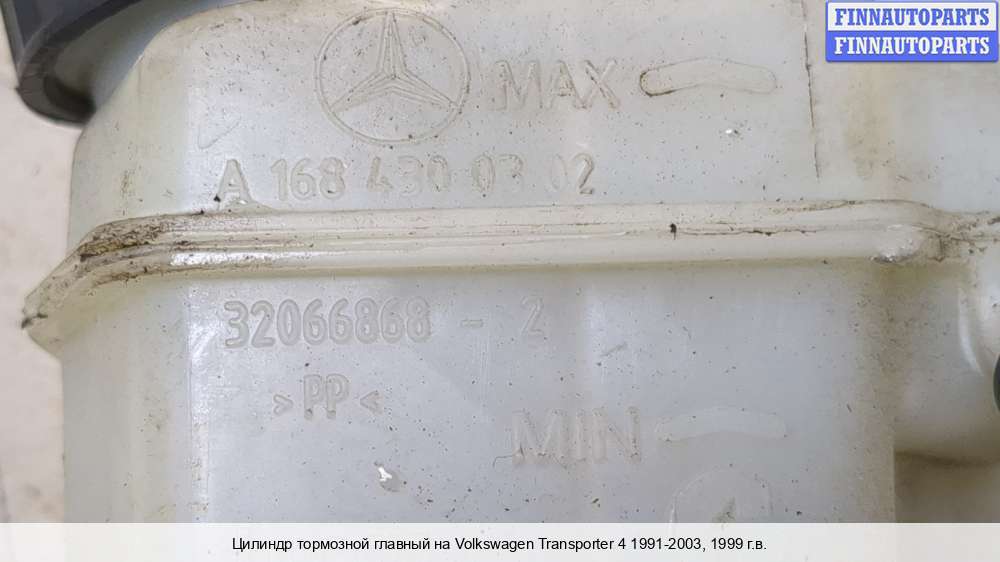 FINNAUTOPARTS
FINNAUTOPARTS
MAX
A 168 430 03 02
32066868 - 2
>PP<
MIN
Цилиндр тормозной главный на Volkswagen Transporter 4 1991-2003, 1999 г.в.